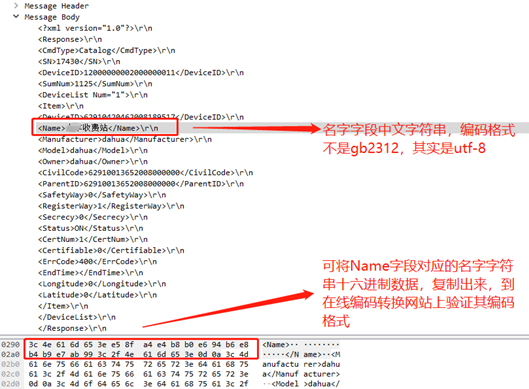 Message Header
Message Body
<?xml version="1.0"?>\r\n
<Response>\r\n
<CmdType>Catalog</CmdType>\r\n
<SN>17430</SN>\r\n
<DeviceID>12000000002000000011</DeviceID>\r\n
<SumNum>1125</SumNum>\r\n
<DeviceList Num="1">\r\n
<Item>\r\n
<Name>收费站</Name>\r\n
<Manufacturer>dahua</Manufacturer>\r\n
<Model>dahua</Model>\r\n
<Owner>dahua</Owner>\r\n
<CivilCode>62910013652008000000</CivilCode>\r\n
<ParentID>62910013652008000000</ParentID>\r\n
<SafetyWay>0</SafetyWay>\r\n
<RegisterWay>1</RegisterWay>\r\n
<Secrecy>0</Secrecy>\r\n
<Status>ON</Status>\r\n
<CertNum>1</CertNum>\r\n
<Certifiable>0</Certifiable>\r\n
<ErrCode>400</ErrCode>\r\n
<EndTime></EndTime>\r\n
<Longitude>0</Longitude>\r\n
<Latitude>0</Latitude>\r\n
</Item>\r\n
</DeviceList>\r\n
</Response>\r\n
名字字段中文字符串，编码格式
不是gb2312，其实是utf-8
可将Name字段对应的名字字符
串十六进制数据，复制出来，到
在线编码转换网站上验证其编码
格式
0290 3c 4e 61 6d 65 3e e5 8f a4 e4 b8 b0 e6 94 b6 e8 <Name>·· ········
02a0 b4 b9 e7 ab 99 3c 2f 4e 61 6d 65 3e 0d 0a 3c 4d ·····</N ame>··<M
61 6e 75 66 61 63 74 75 72 65 72 3e 64 61 68 75 anufactu rer>dahu
61 3c 2f 4d 61 6e 75 66 61 63 74 75 72 65 72 3e a</Manuf acturer>
0d 0a 3c 4d 6f 64 65 6c 3e 64 61 68 75 61 3c 2f ··<Model >dahua</